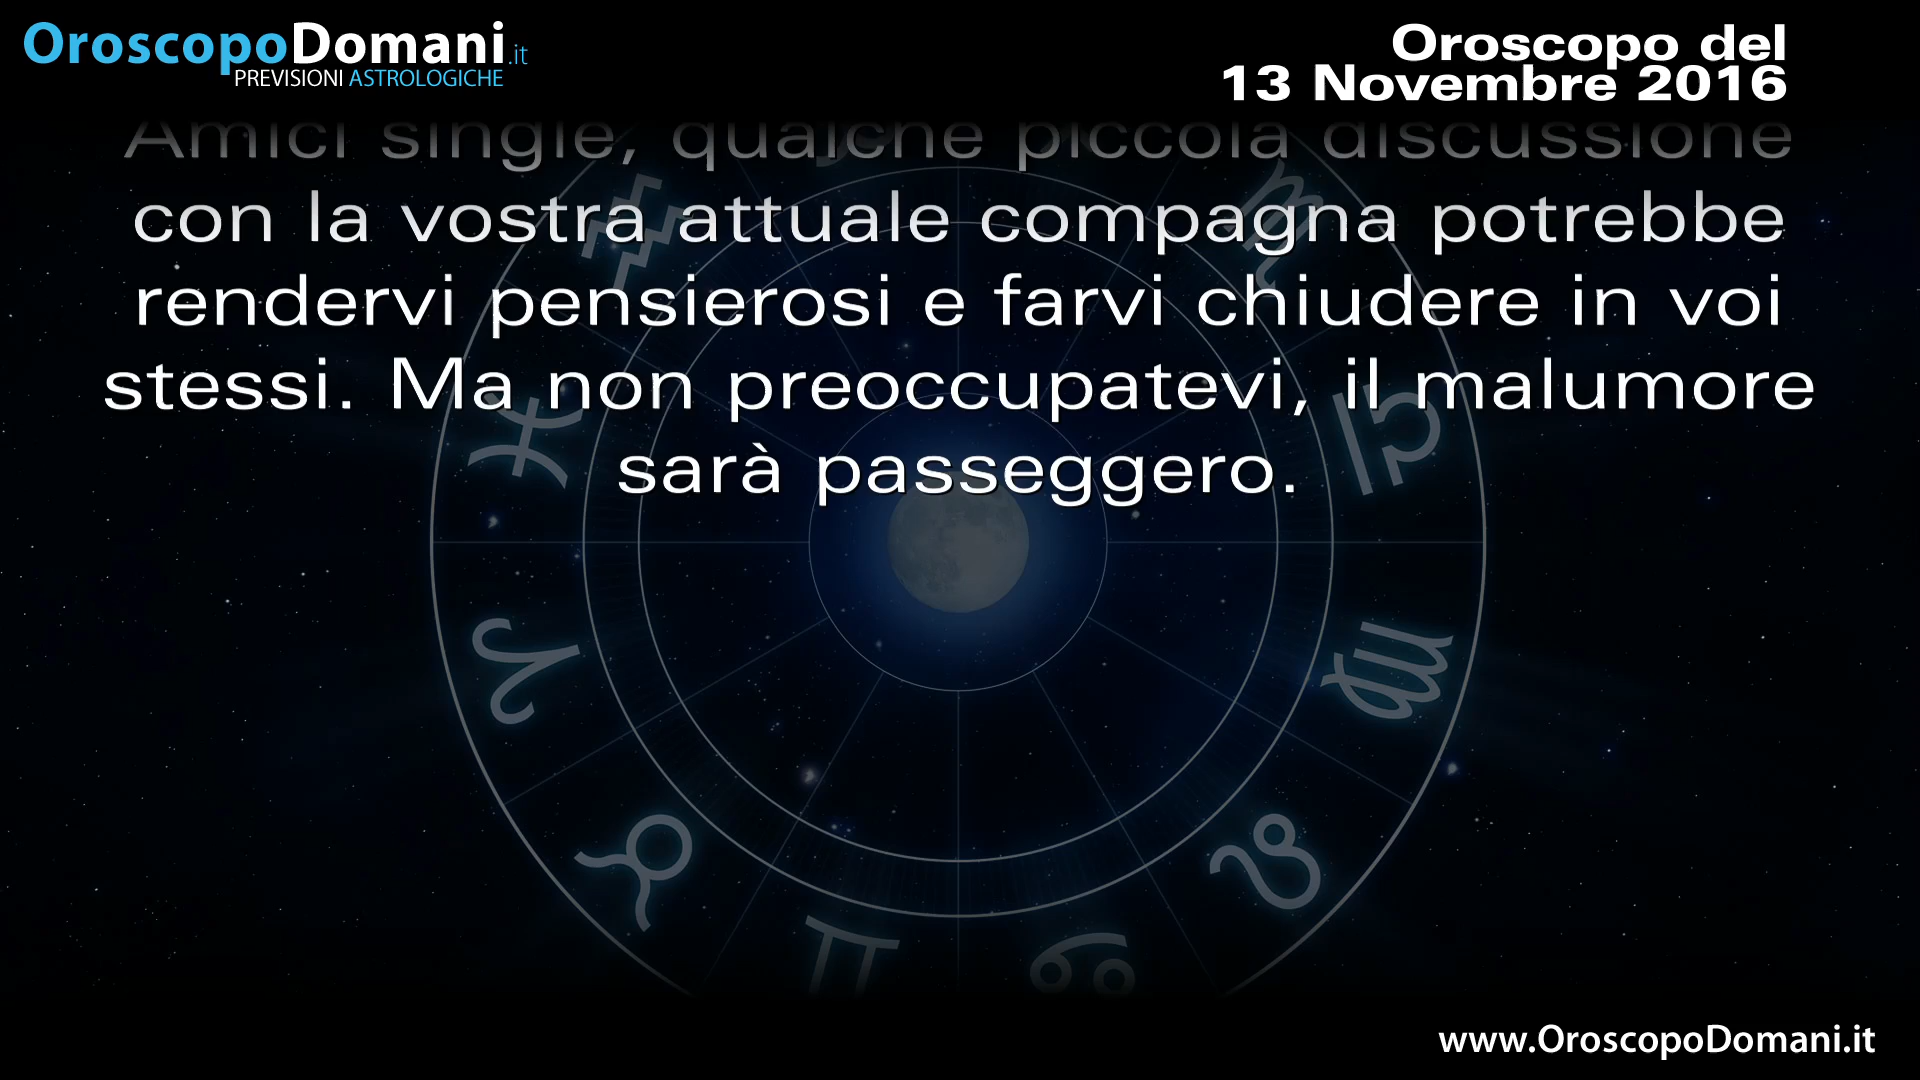 OroscopoDomani.it
PREVISIONI ASTROLOGICHE
Oroscopo del
13 Novembre 2016
Amici single, qualche piccola discussione
con la vostra attuale compagna potrebbe
rendervi pensierosi e farvi chiudere in voi
stessi. Ma non preoccupatevi, il malumore
sarà passeggero.
www.OroscopoDomani.it